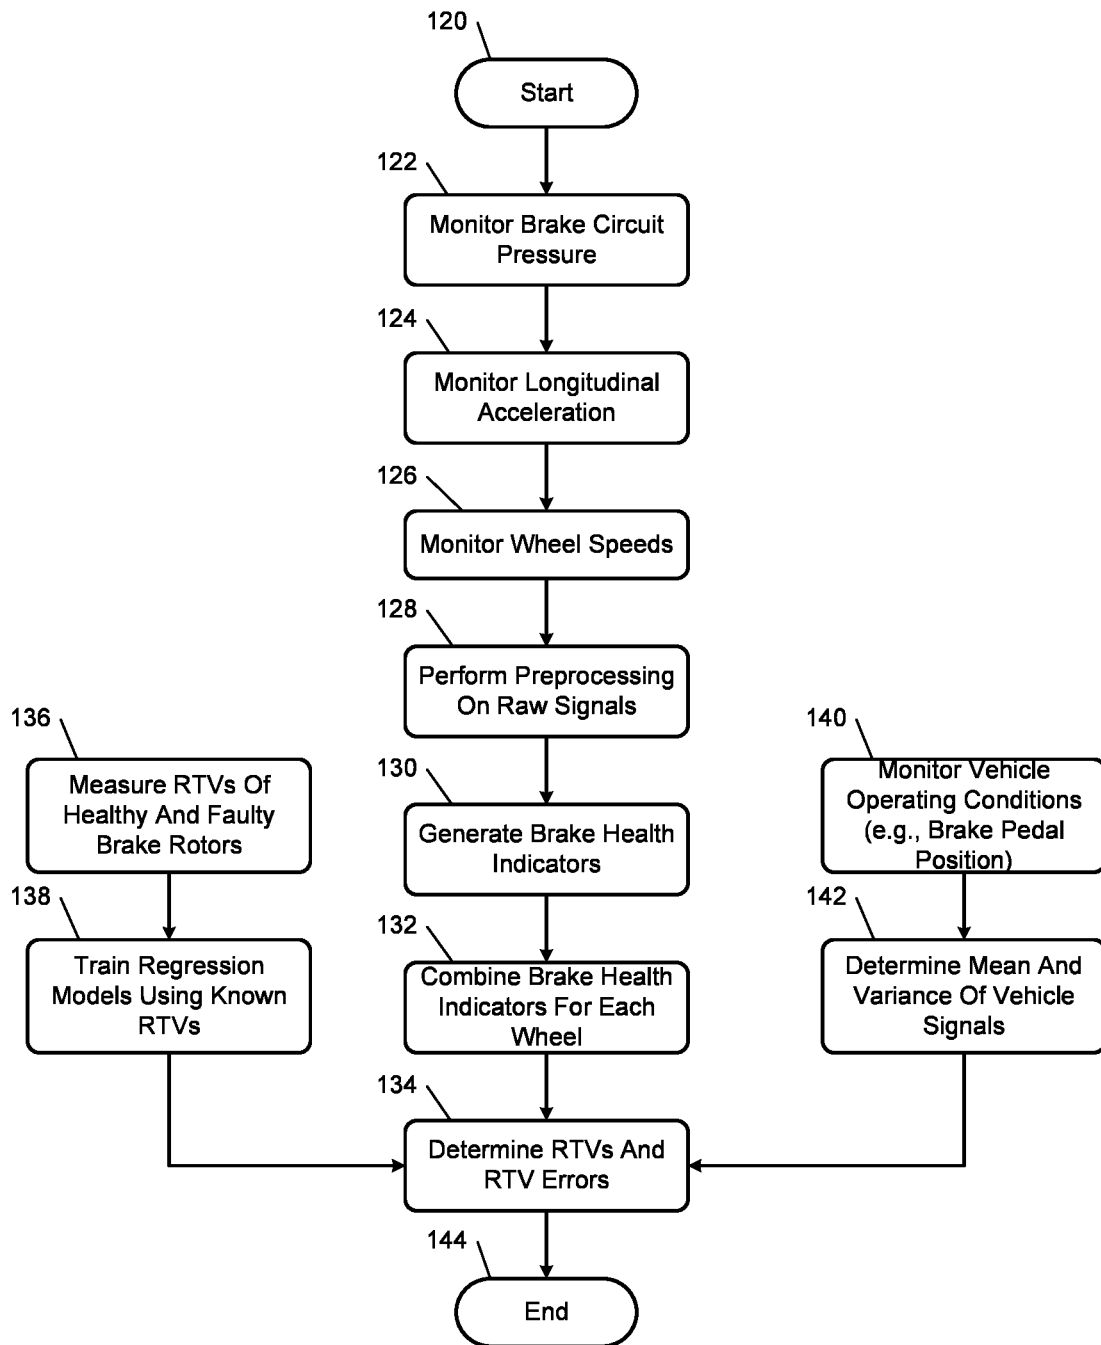 120
Start
122
Monitor Brake Circuit
Pressure
124
Monitor Longitudinal
Acceleration
126
Monitor Wheel Speeds
128
Perform Preprocessing
On Raw Signals
136
Measure RTVs Of
Healthy And Faulty
Brake Rotors
130
Generate Brake Health
Indicators
140
Monitor Vehicle
Operating Conditions
(e.g., Brake Pedal
Position)
138
Train Regression
Models Using Known
RTVs
132
Combine Brake Health
Indicators For Each
Wheel
142
Determine Mean And
Variance Of Vehicle
Signals
134
Determine RTVs And
RTV Errors
144
End